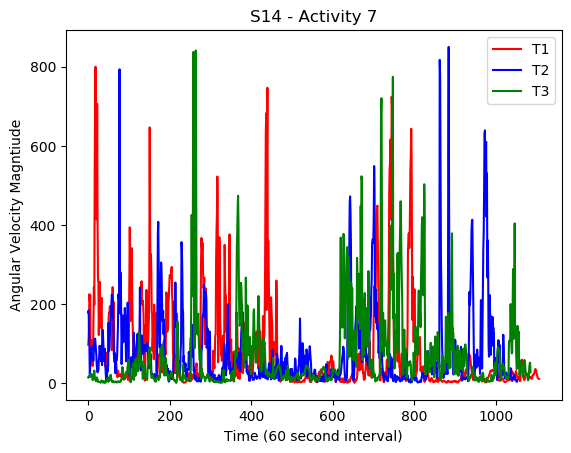 S14 - Activity 7
T1
T2
T3
800
600
400
200
0
Angular Velocity Magntiude
0
200
400
600
800
1000
Time (60 second interval)